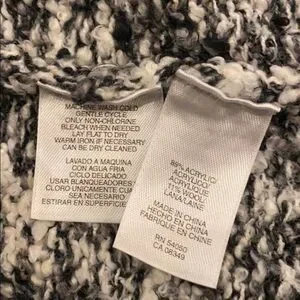 MACHINE WASH COLD
GENTLE CYCLE
ONLY NON-CHLORINE
BLEACH WHEN NEEDED
LAY FLAT TO DRY
WARM IRON IF NECESSARY
CAN BE DRY CLEANED
LAVADO A MAQUINA
CON AGUA FRIA
CICLO DELICADO
USAR BLANQUEADORES
CLORO UNICAMENTE CU
SEA NECESARIO
ESTIRAR EN SUPERFICIE
ACRYLIC/
ACRYLIQUE
11% WOOL/
LANA/LAINE
MADE IN CHINA
HECHO EN CHINA
FABRIQUE EN CHINE
RN 54050
CA 08349